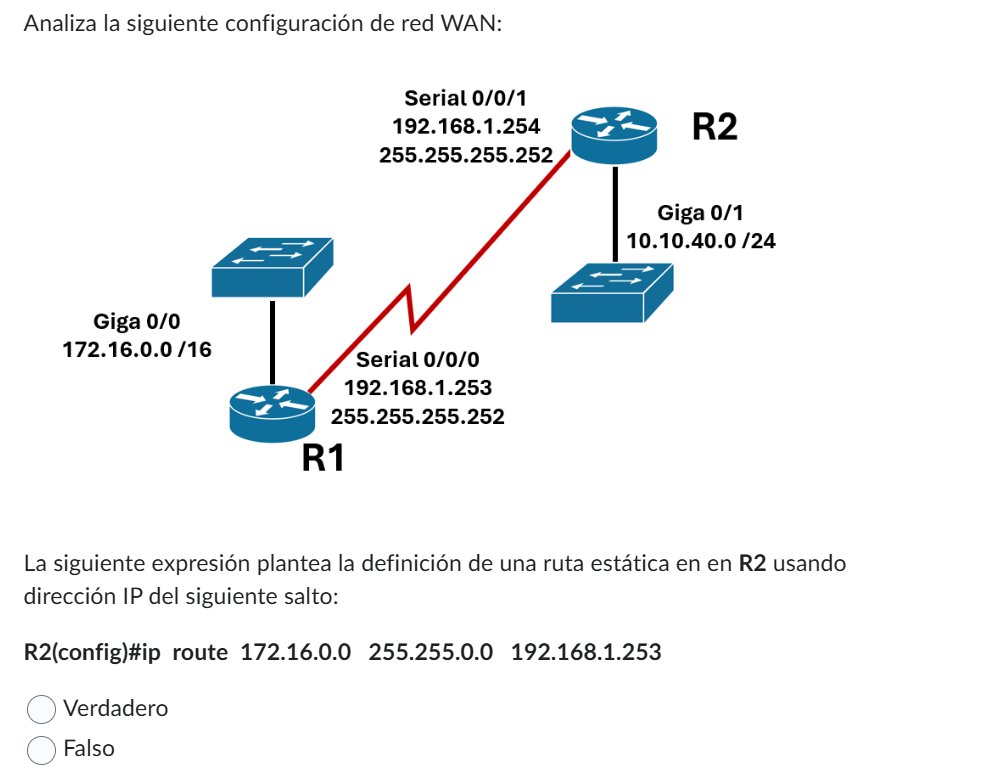 Analiza la siguiente configuración de red WAN:
Serial 0/0/1
192.168.1.254
255.255.255.252
R2
Giga 0/1
10.10.40.0 /24
Giga 0/0
172.16.0.0 /16
Serial 0/0/0
192.168.1.253
255.255.255.252
R1
La siguiente expresión plantea la definición de una ruta estática en en R2 usando
dirección IP del siguiente salto:
R2(config)#ip route 172.16.0.0 255.255.0.0 192.168.1.253
Verdadero
Falso